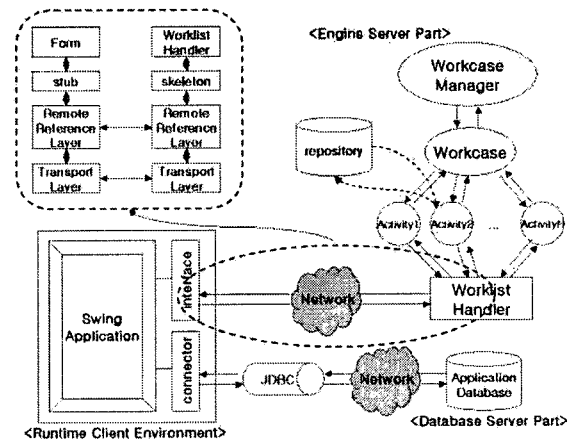 <Engine Server Part>
Form
Worklist
Handler
stub
skeleton
Remote
Reference
Layer
Remote
Reference
Layer
Transport
Layer
Transport
Layer
Workcase
Manager
repository
Workcase
Activity1
Activity2
...
Activity n
Swing
Application
interface
Network
Worklist
Handler
connector
JDBC
Network
Application
Database
<Runtime Client Environment>
<Database Server Part>